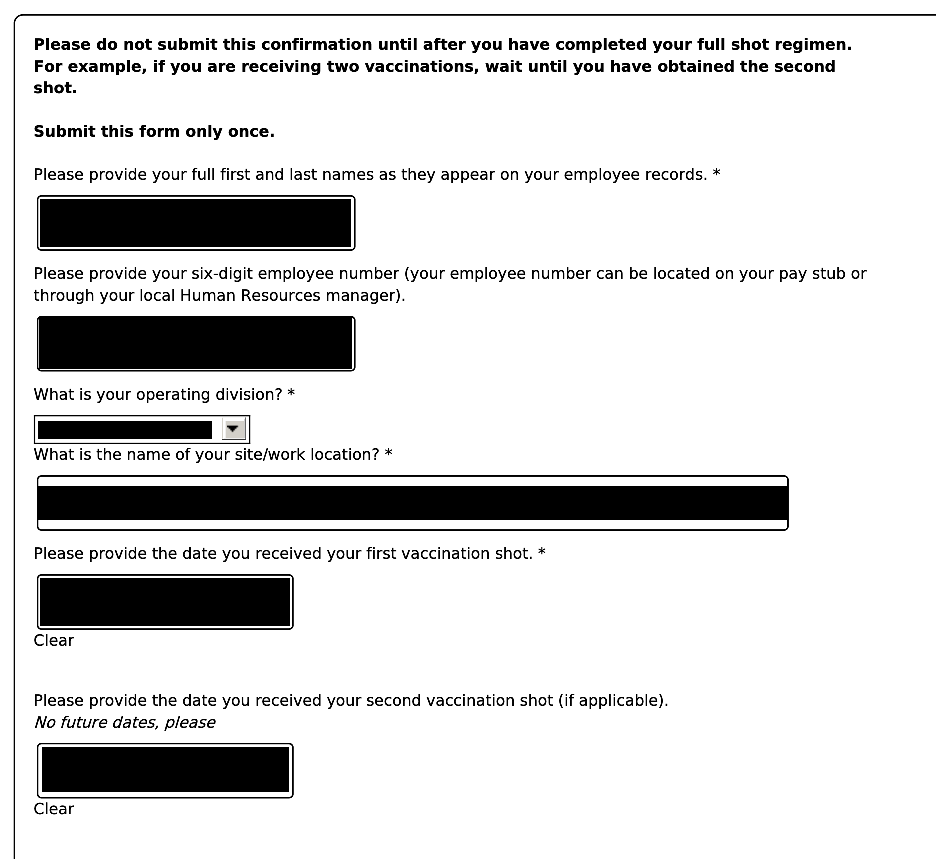 Please do not submit this confirmation until after you have completed your full shot regimen.
For example, if you are receiving two vaccinations, wait until you have obtained the second
shot.
Submit this form only once.
Please provide your full first and last names as they appear on your employee records. *
Please provide your six-digit employee number (your employee number can be located on your pay stub or
through your local Human Resources manager).
What is your operating division? *
What is the name of your site/work location? *
Please provide the date you received your first vaccination shot. *
Clear
Please provide the date you received your second vaccination shot (if applicable).
No future dates, please
Clear